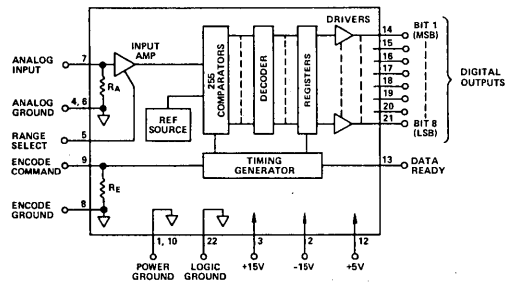 DRIVERS
BIT 1
(MSB)
14
15
16
17
18
19
20
21
BIT 8
(LSB)
DIGITAL
OUTPUTS
INPUT
AMP
ANALOG
INPUT
7
RA
ANALOG
GROUND
4, 6
RANGE
SELECT
5
255
COMPARATORS
DECODER
REGISTERS
REF
SOURCE
ENCODE
COMMAND
9
TIMING
GENERATOR
13
DATA
READY
RE
ENCODE
GROUND
8
1, 10
22
3
2
12
POWER
GROUND
LOGIC
GROUND
+15V
-15V
+5V